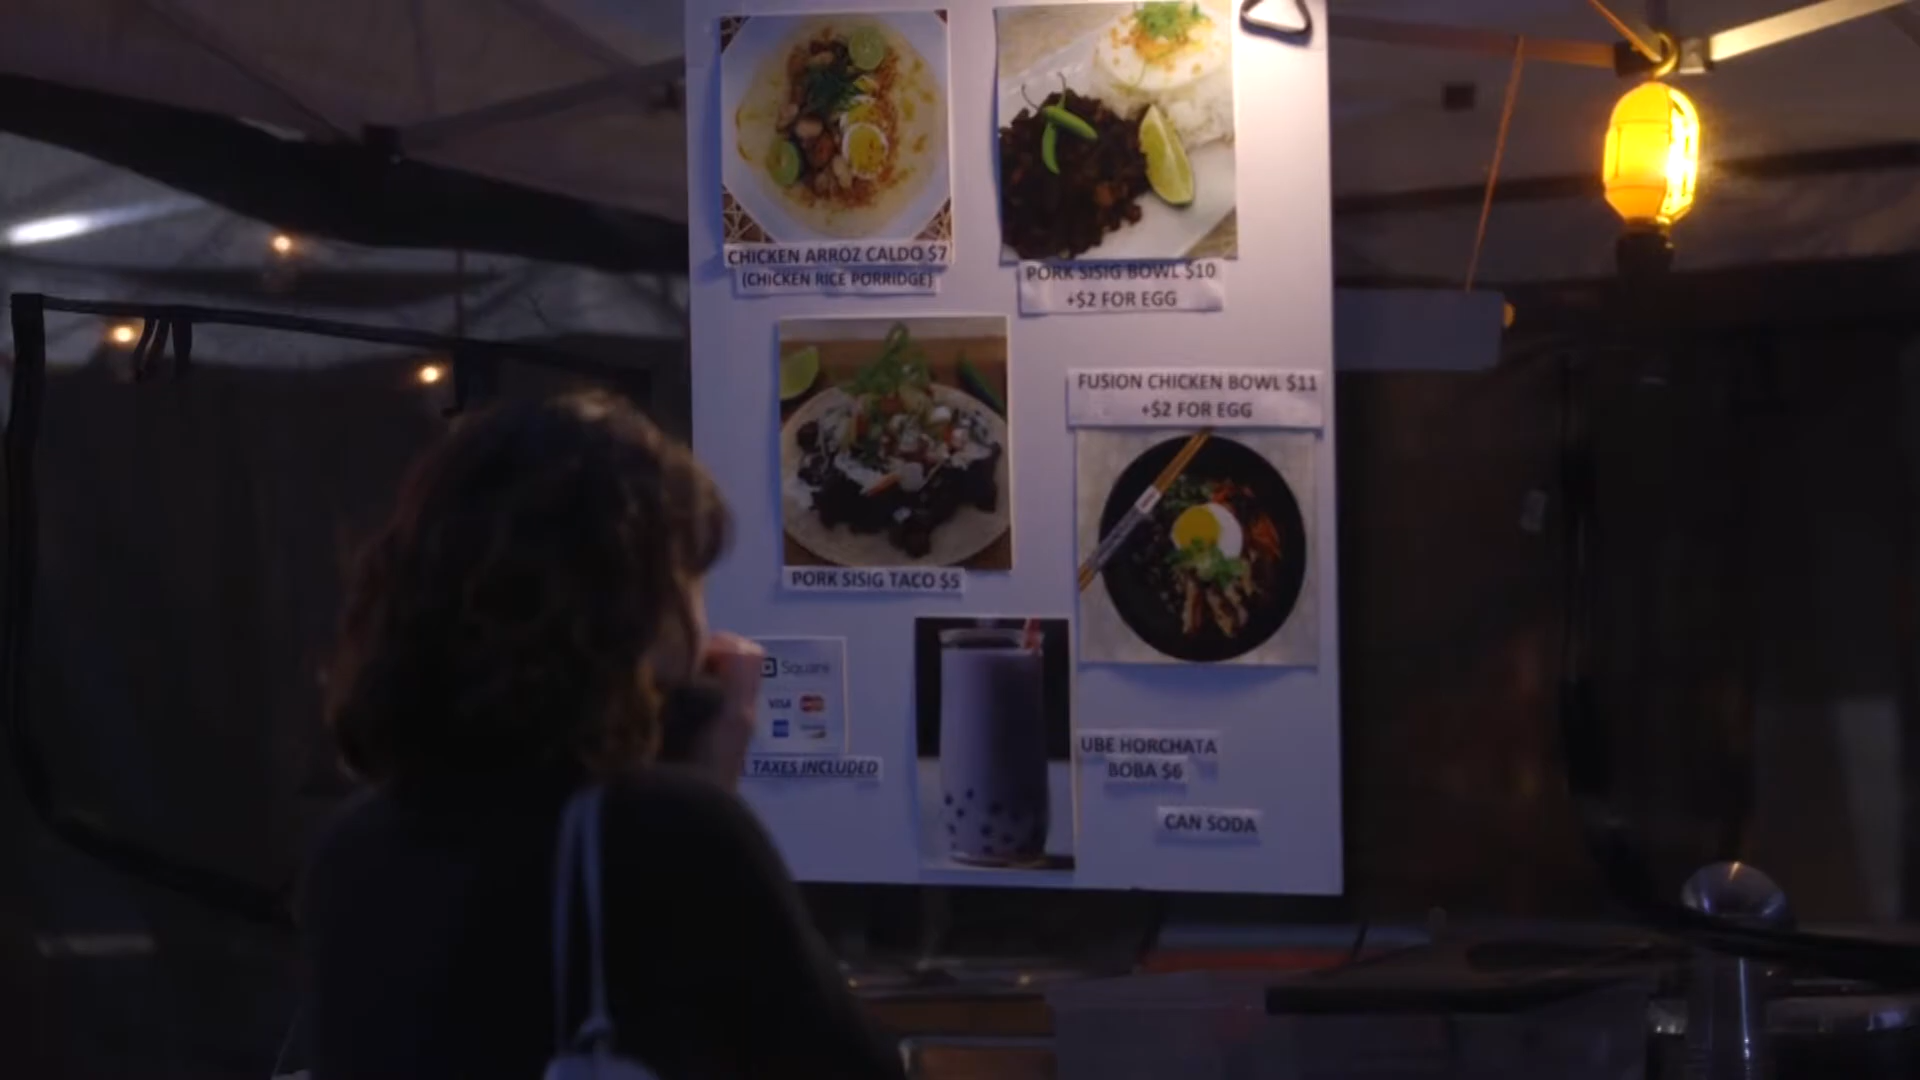 CHICKEN ARROZ CALDO $7
(CHICKEN RICE PORRIDGE)
PORK SISIG BOWL $10
+$2 FOR EGG
FUSION CHICKEN BOWL $11
+$2 FOR EGG
PORK SISIG TACO $5
Square
VISA
TAXES INCLUDED
UBE HORCHATA
BOBA $6
CAN SODA